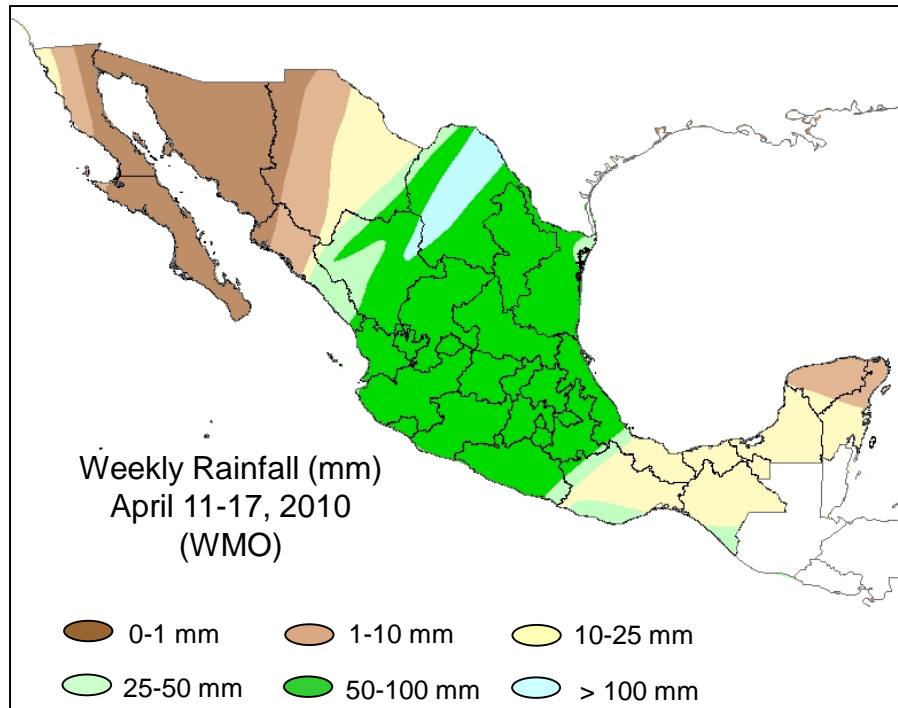 Weekly Rainfall (mm)
April 11-17, 2010
(WMO)
0-1 mm
1-10 mm
10-25 mm
25-50 mm
50-100 mm
> 100 mm